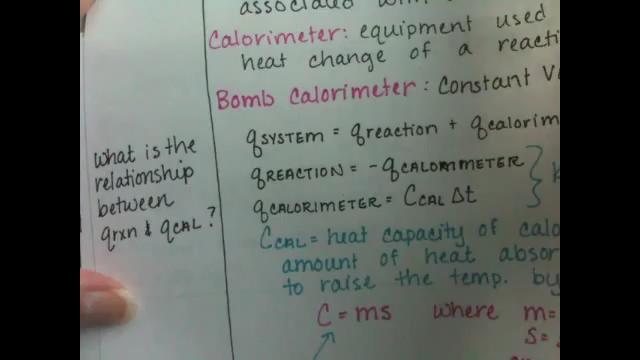 associated with
Calorimeter: equipment used
heat change of a reacti
Bomb Calorimeter: Constant V
qSYSTEM = qreaction + qcalorim
What is the
relationship
between
qrxn & qCAL?
qREACTION = -qCALORIMETER
qCALORIMETER = CCAL Δt
CCAL = heat capacity of calo
amount of heat absor
to raise the temp. by
C = ms where m =
s =